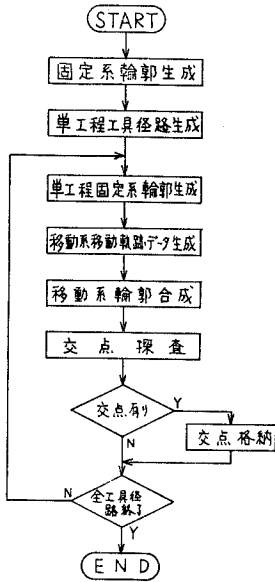 START
固定系輪郭生成
単工程工具径路生成
単工程固定系輪郭生成
移動系移動軌跡データ生成
移動系輪郭合成
交点探査
交点有り
Y
N
交点格納
N
全工具径
路終了
Y
END